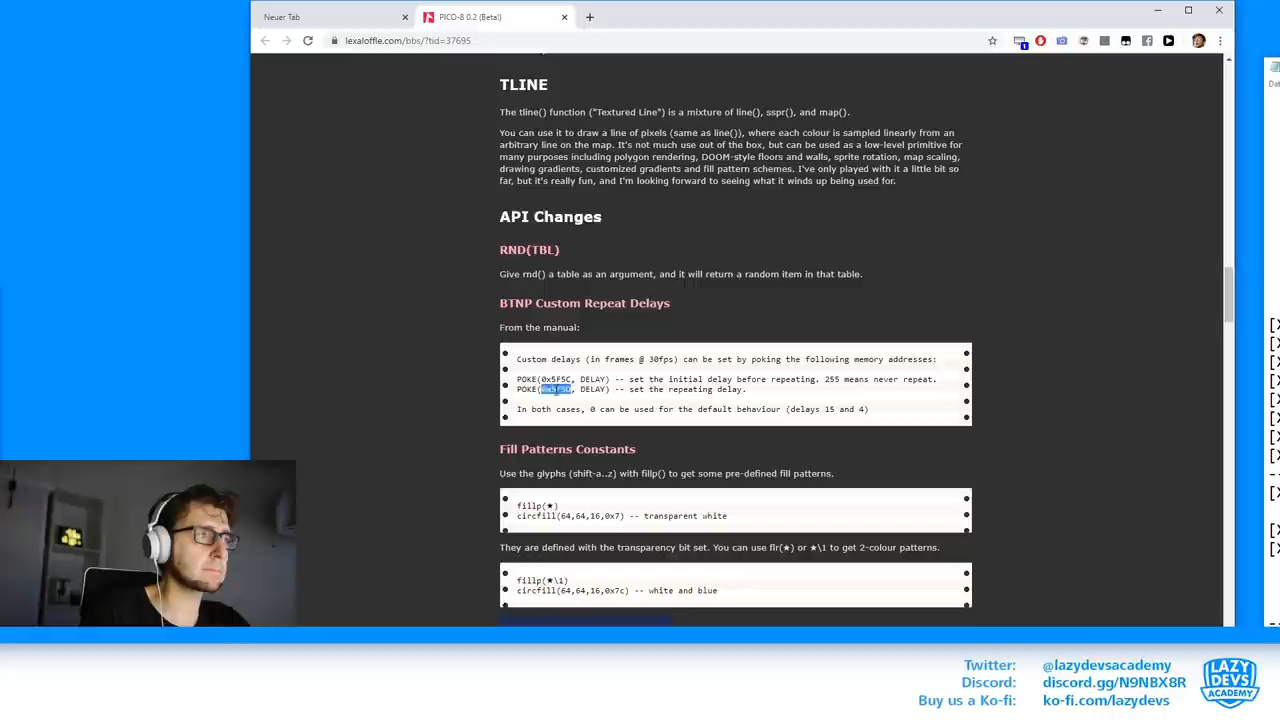 Neuer Tab
PICO-8 0.2 (Beta!)
lexaloffle.com/bbs/?tid=37695
TLINE
The tline() function ("Textured Line") is a mixture of line(), sspr(), and map().
You can use it to draw a line of pixels (same as line()), where each colour is sampled linearly from an
arbitrary line on the map. It's not much use out of the box, but can be used as a low-level primitive for
many purposes including polygon rendering, DOOM-style floors and walls, sprite rotation, map scaling,
drawing gradients, customized gradients and fill pattern schemes. I've only played with it a little bit so
far, but it's really fun, and I'm looking forward to seeing what it winds up being used for.
API Changes
RND(TBL)
Give rnd() a table as an argument, and it will return a random item in that table.
BTNP Custom Repeat Delays
From the manual:
Custom delays (in frames @ 30fps) can be set by poking the following memory addresses:
POKE(0x5F5C, DELAY) -- set the initial delay before repeating. 255 means never repeat.
POKE(0x5F5D, DELAY) -- set the repeating delay.
In both cases, 0 can be used for the default behaviour (delays 15 and 4)
Fill Patterns Constants
Use the glyphs (shift-a..z) with fillp() to get some pre-defined fill patterns.
fillp(★)
circfill(64,64,16,0x7) -- transparent white
They are defined with the transparency bit set. You can use flr(★) or ★\1 to get 2-colour patterns.
fillp(★\1)
circfill(64,64,16,0x7c) -- white and blue
Twitter: @lazydevsacademy
Discord: discord.gg/N9NBX8R
Buy us a Ko-fi: ko-fi.com/lazydevs
LAZY
DEVS
ACADEMY